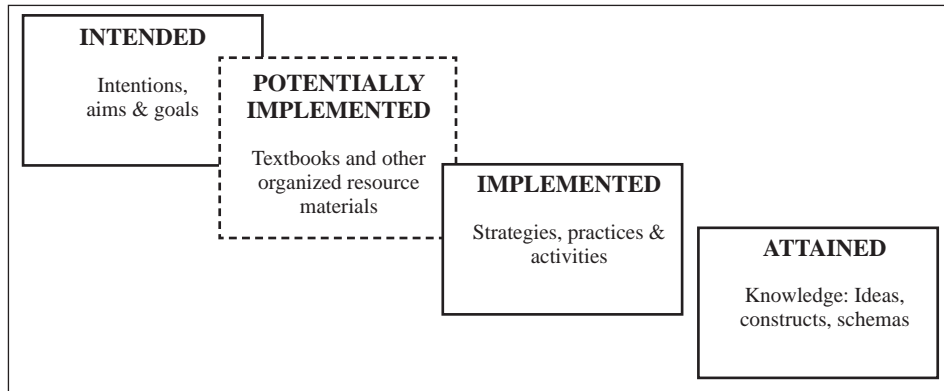 INTENDED
Intentions,
aims & goals
POTENTIALLY
IMPLEMENTED
Textbooks and other
organized resource
materials
IMPLEMENTED
Strategies, practices &
activities
ATTAINED
Knowledge: Ideas,
constructs, schemas